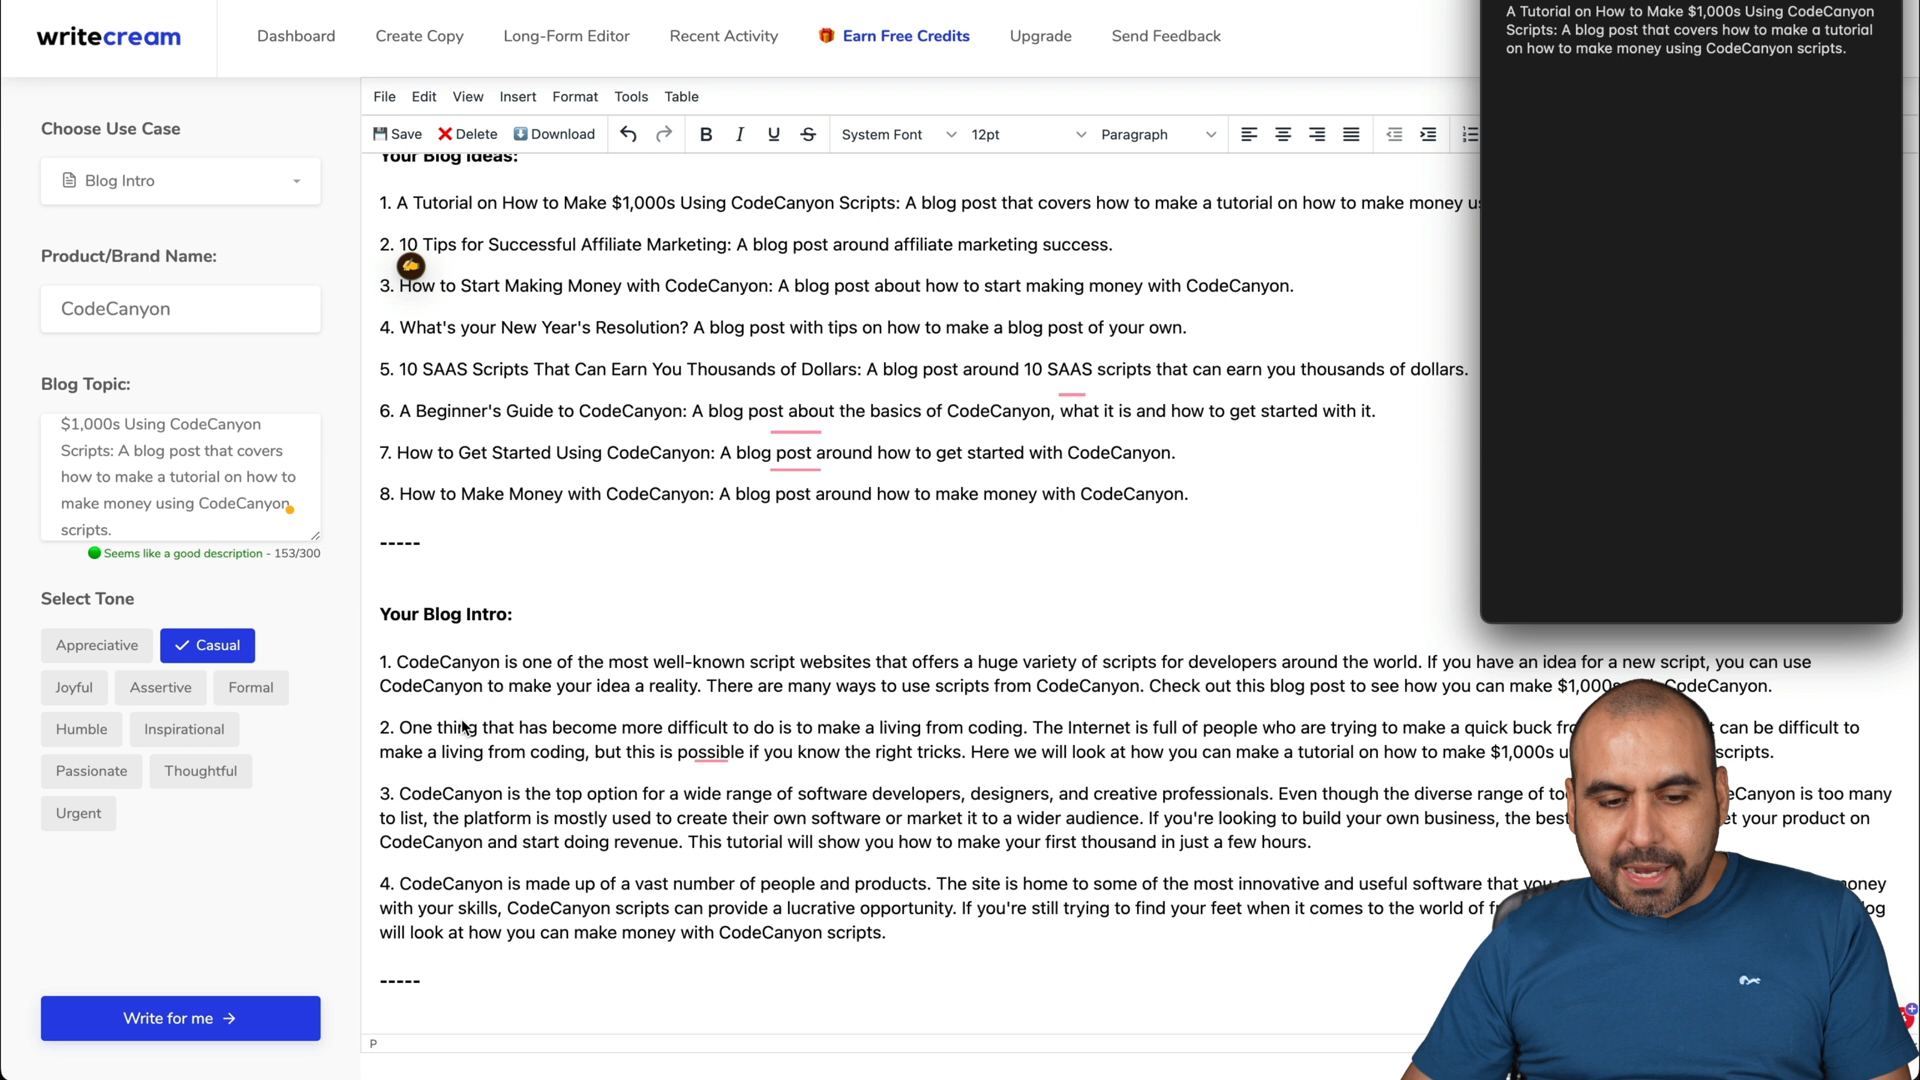 writecream
Dashboard
Create Copy
Long-Form Editor
Recent Activity
Earn Free Credits
Upgrade
Send Feedback
A Tutorial on How to Make $1,000s Using CodeCanyon
Scripts: A blog post that covers how to make a tutorial
on how to make money using CodeCanyon scripts.
File Edit View Insert Format Tools Table
Save Delete Download B I U S System Font 12pt Paragraph
Choose Use Case
Blog Intro
Product/Brand Name:
CodeCanyon
Blog Topic:
$1,000s Using CodeCanyon
Scripts: A blog post that covers
how to make a tutorial on how to
make money using CodeCanyon
scripts.
Seems like a good description - 153/300
Select Tone
Appreciative
Casual
Joyful
Assertive
Formal
Humble
Inspirational
Passionate
Thoughtful
Urgent
Write for me
Your Blog Ideas:
1. A Tutorial on How to Make $1,000s Using CodeCanyon Scripts: A blog post that covers how to make a tutorial on how to make money
2. 10 Tips for Successful Affiliate Marketing: A blog post around affiliate marketing success.
3. How to Start Making Money with CodeCanyon: A blog post about how to start making money with CodeCanyon.
4. What's your New Year's Resolution? A blog post with tips on how to make a blog post of your own.
5. 10 SAAS Scripts That Can Earn You Thousands of Dollars: A blog post around 10 SAAS scripts that can earn you thousands of dollars.
6. A Beginner's Guide to CodeCanyon: A blog post about the basics of CodeCanyon, what it is and how to get started with it.
7. How to Get Started Using CodeCanyon: A blog post around how to get started with CodeCanyon.
8. How to Make Money with CodeCanyon: A blog post around how to make money with CodeCanyon.
-----
Your Blog Intro:
1. CodeCanyon is one of the most well-known script websites that offers a huge variety of scripts for developers around the world. If you have an idea for a new script, you can use
CodeCanyon to make your idea a reality. There are many ways to use scripts from CodeCanyon. Check out this blog post to see how you can make $1,000s CodeCanyon.
2. One thing that has become more difficult to do is to make a living from coding. The Internet is full of people who are trying to make a quick buck can be difficult to
make a living from coding, but this is possible if you know the right tricks. Here we will look at how you can make a tutorial on how to make $1,000s scripts.
3. CodeCanyon is the top option for a wide range of software developers, designers, and creative professionals. Even though the diverse range of is too many
to list, the platform is mostly used to create their own software or market it to a wider audience. If you're looking to build your own business, the best your product on
CodeCanyon and start doing revenue. This tutorial will show you how to make your first thousand in just a few hours.
4. CodeCanyon is made up of a vast number of people and products. The site is home to some of the most innovative and useful software that
with your skills, CodeCanyon scripts can provide a lucrative opportunity. If you're still trying to find your feet when it comes to the world of
will look at how you can make money with CodeCanyon scripts.
-----
P